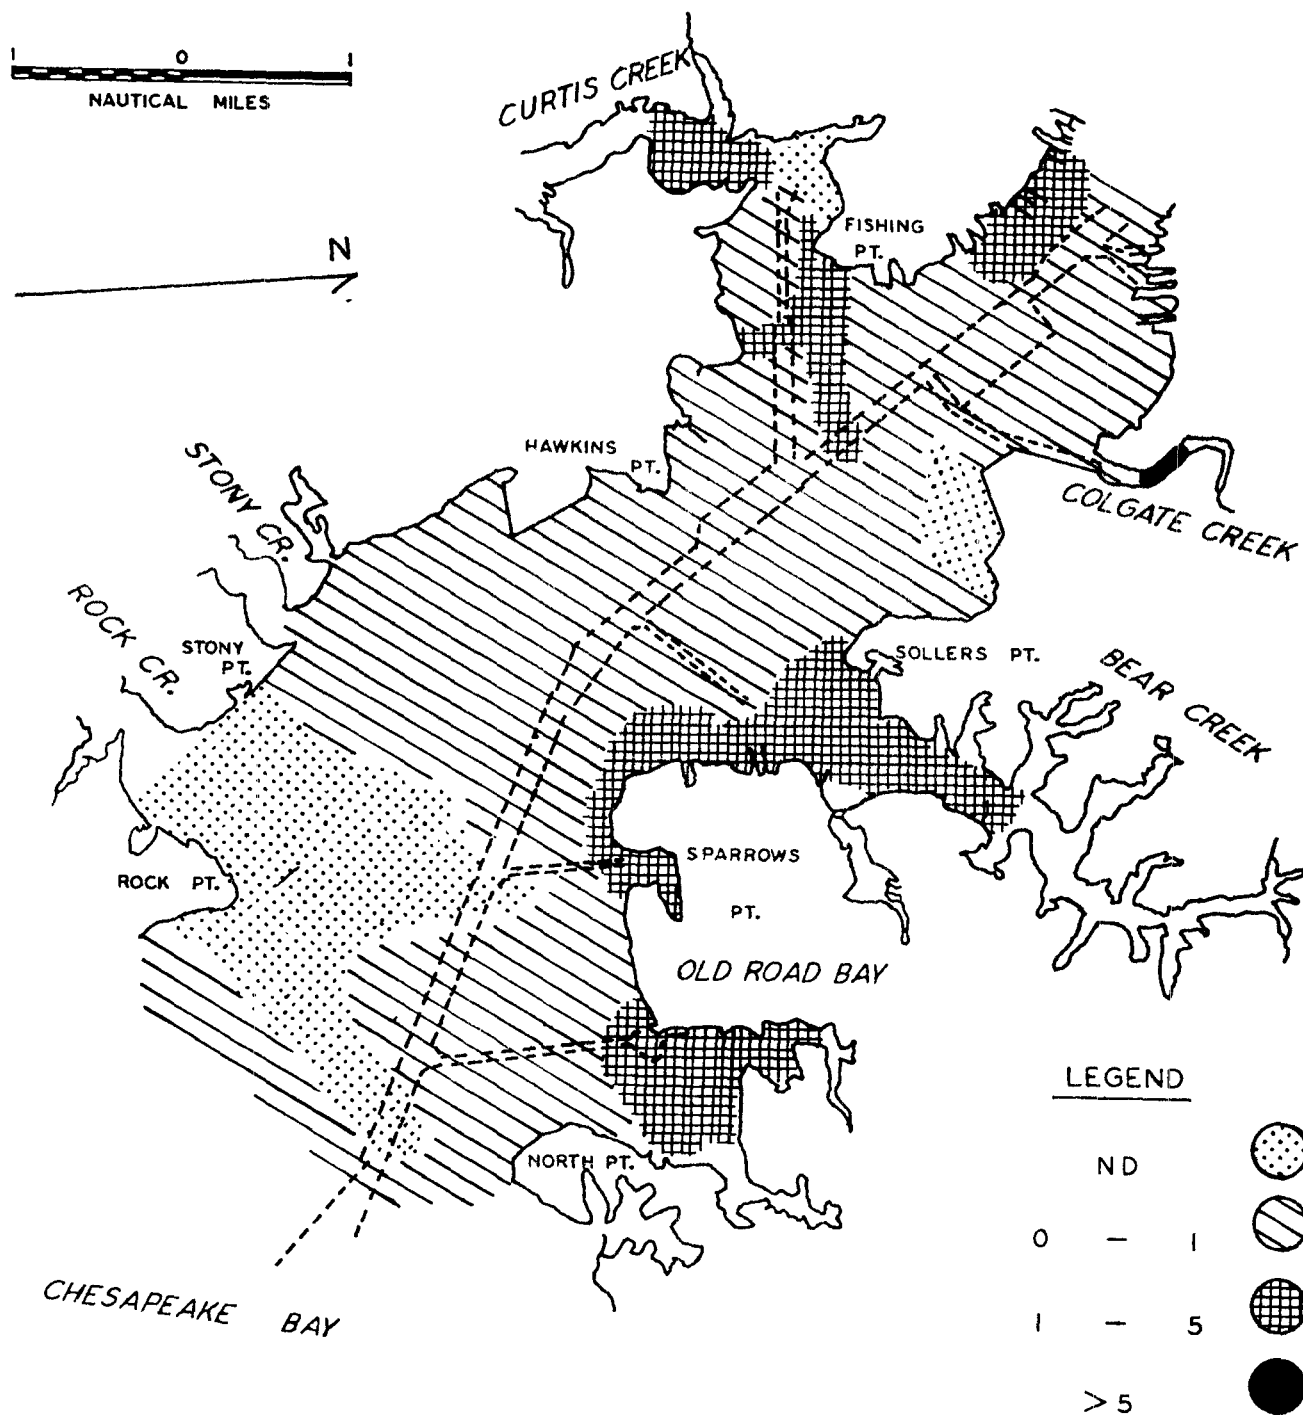 1 0 1
NAUTICAL MILES
CURTIS CREEK
N
FISHING
PT.
HAWKINS
PT.
COLGATE CREEK
STONY
CR.
ROCK CR.
STONY
PT.
SOLLERS PT.
BEAR CREEK
ROCK PT.
SPARROWS
PT.
OLD ROAD BAY
NORTH PT.
CHESAPEAKE BAY
LEGEND
ND
0 – 1
1 – 5
>5